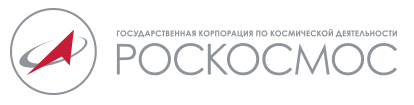 ГОСУДАРСТВЕННАЯ КОРПОРАЦИЯ ПО КОСМИЧЕСКОЙ ДЕЯТЕЛЬНОСТИ
РОСКОСМОС